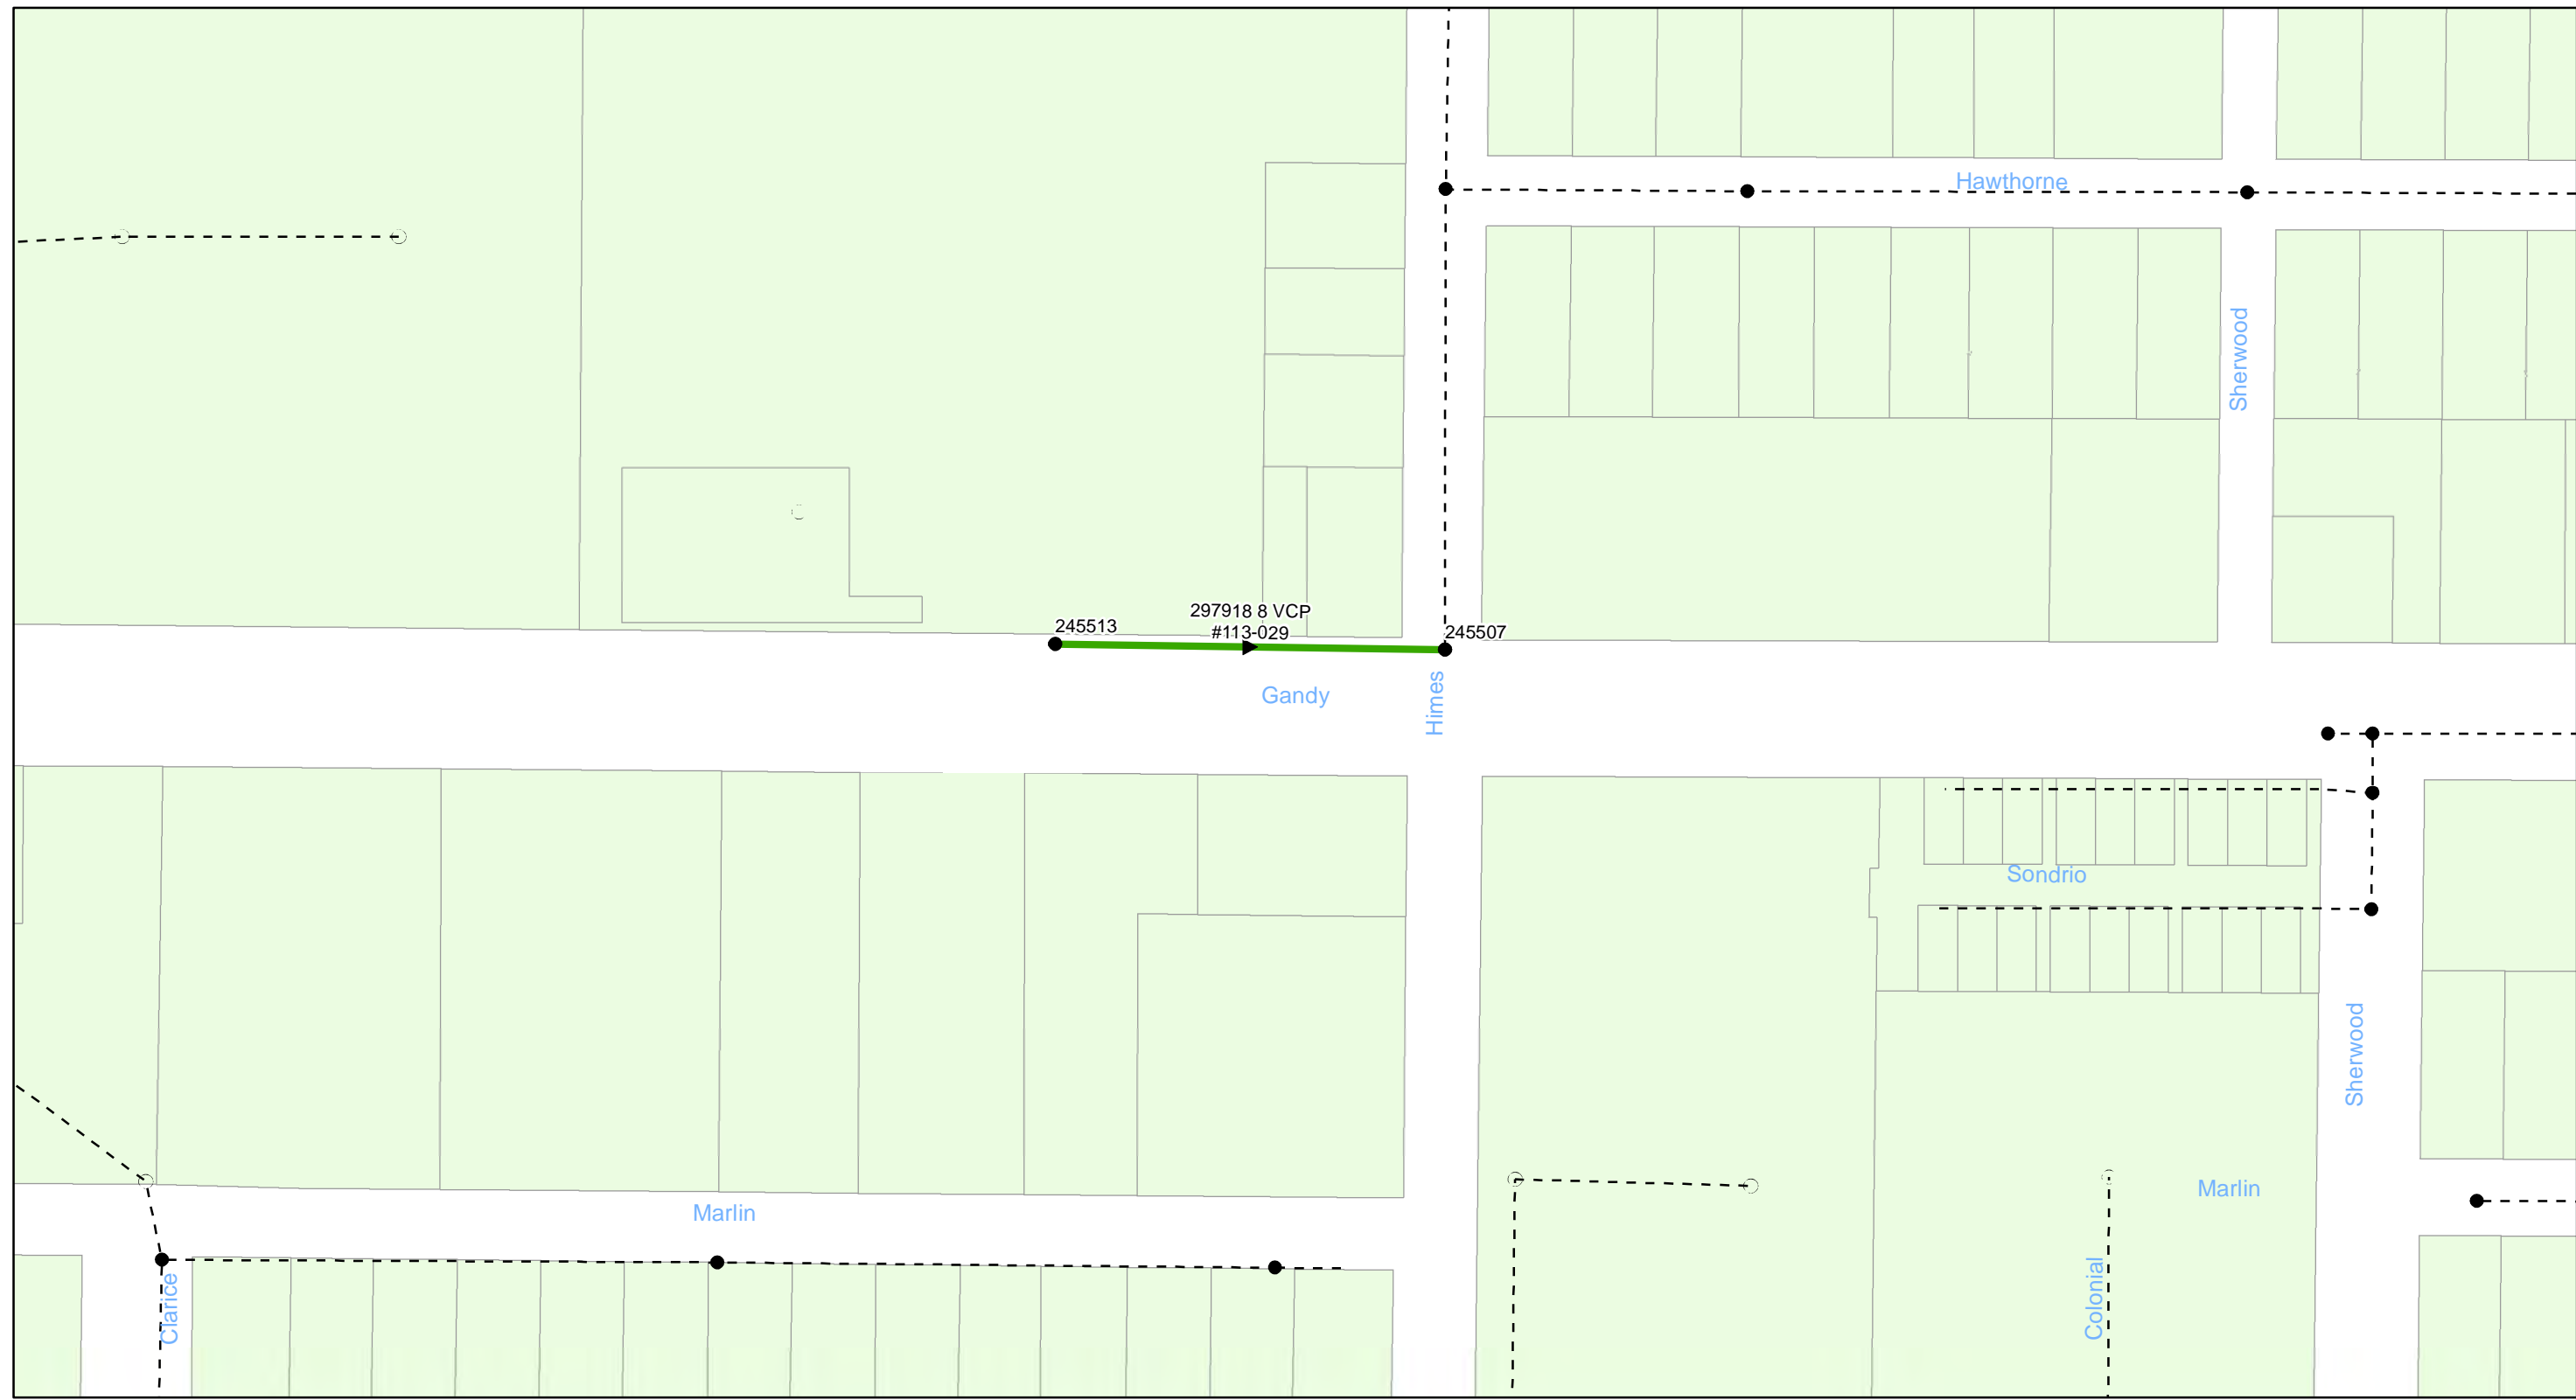 Hawthorne
Sherwood
297918 8 VCP
#113-029
245513
245507
Gandy
Himes
Sondrio
Sherwood
Marlin
Marlin
Clarice
Colonial